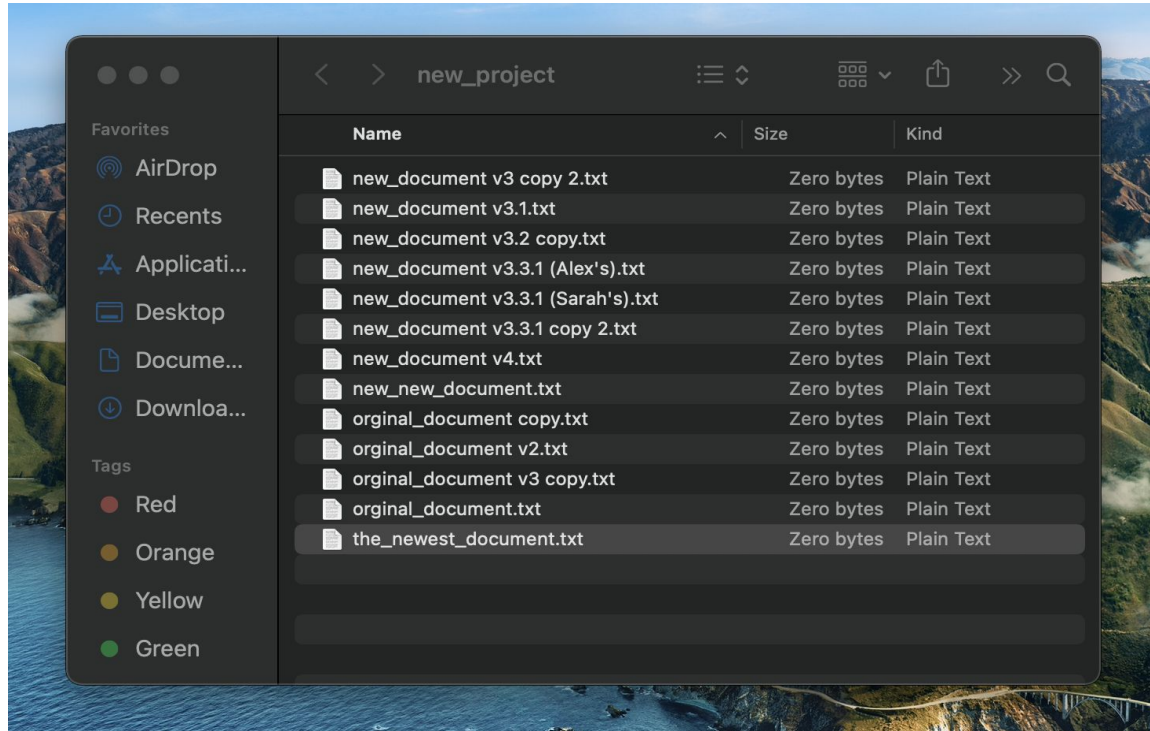 new_project
Favorites
AirDrop
Recents
Applicati...
Desktop
Docume...
Downloa...
Tags
Red
Orange
Yellow
Green
Name Size Kind
new_document v3 copy 2.txt Zero bytes Plain Text
new_document v3.1.txt Zero bytes Plain Text
new_document v3.2 copy.txt Zero bytes Plain Text
new_document v3.3.1 (Alex's).txt Zero bytes Plain Text
new_document v3.3.1 (Sarah's).txt Zero bytes Plain Text
new_document v3.3.1 copy 2.txt Zero bytes Plain Text
new_document v4.txt Zero bytes Plain Text
new_new_document.txt Zero bytes Plain Text
orginal_document copy.txt Zero bytes Plain Text
orginal_document v2.txt Zero bytes Plain Text
orginal_document v3 copy.txt Zero bytes Plain Text
orginal_document.txt Zero bytes Plain Text
the_newest_document.txt Zero bytes Plain Text